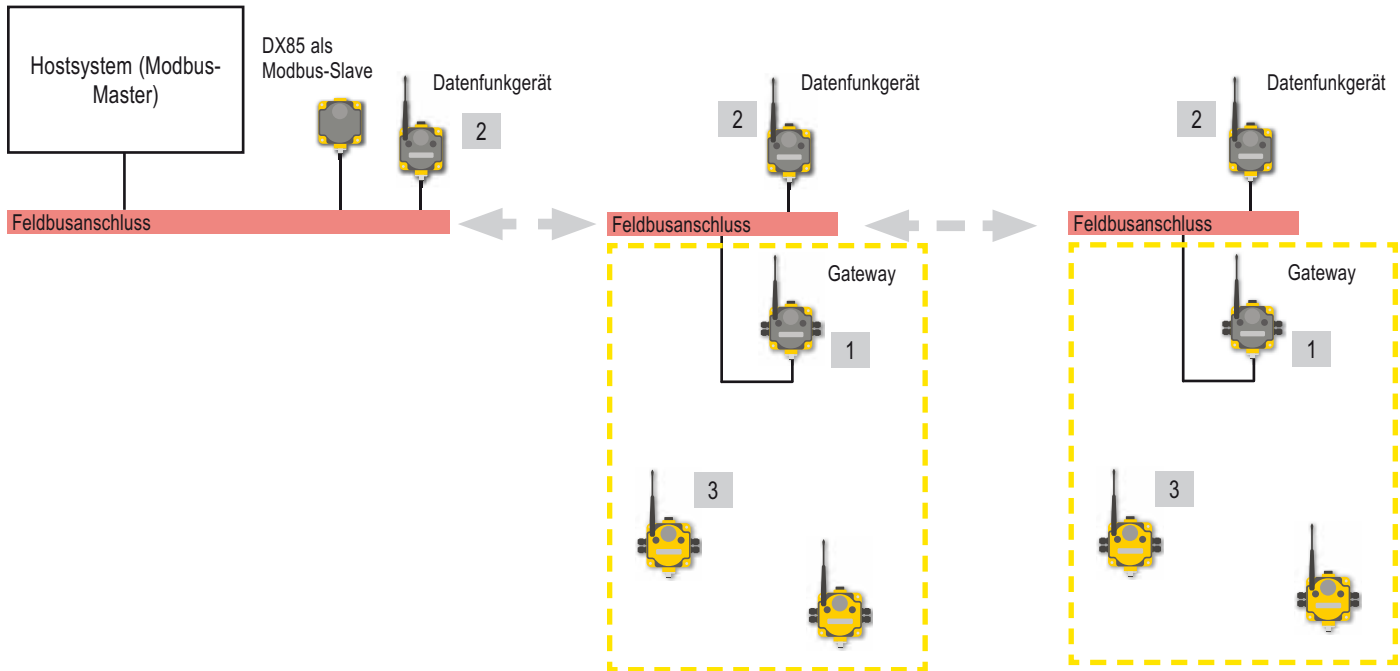 Hostsystem (Modbus-
Master)
DX85 als
Modbus-Slave
Datenfunkgerät
2
Feldbusanschluss
Datenfunkgerät
2
Feldbusanschluss
Gateway
1
3
Datenfunkgerät
2
Feldbusanschluss
Gateway
1
3